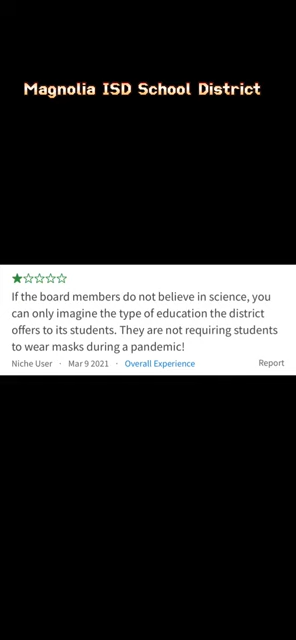 Magnolia ISD School District
If the board members do not believe in science, you
can only imagine the type of education the district
offers to its students. They are not requiring students
to wear masks during a pandemic!
Niche User · Mar 9 2021 · Overall Experience Report